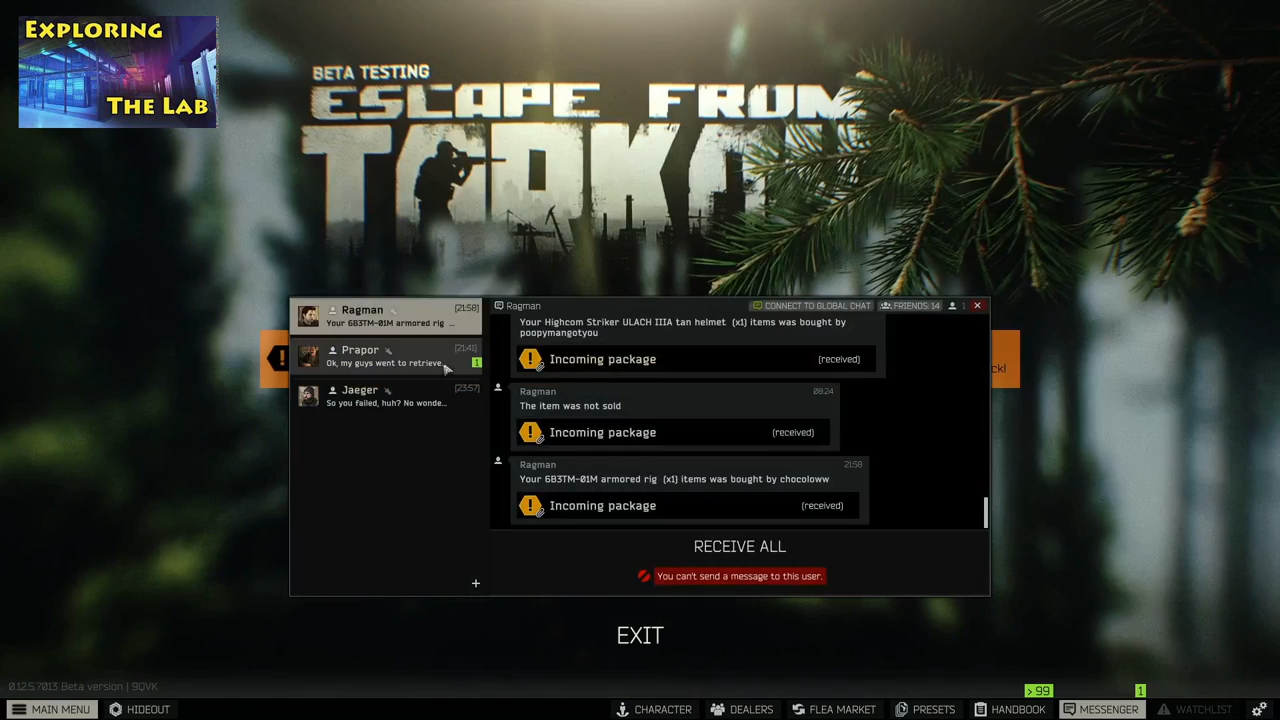 EXPLORING
THE LAB
BETA TESTING
ESCAPE FROM
TARKOV
Ragman
[21:58]
Your 6B3TM-01M armored rig ...
Prapor
[21:41]
Ok, my guys went to retrieve...
1
Jaeger
[23:57]
So you failed, huh? No wonde...
+
Ragman
CONNECT TO GLOBAL CHAT
FRIENDS: 14
1
Your Highcom Striker ULACH IIIA tan helmet (x1) items was bought by
poopymangotyou
Incoming package
(received)
Ragman
08:24
The item was not sold
Incoming package
(received)
Ragman
21:58
Your 6B3TM-01M armored rig (x1) items was bought by chocoloww
Incoming package
(received)
RECEIVE ALL
You can't send a message to this user.
ck!
EXIT
0.12.5.7013 Beta version | 9QVK
> 99
1
MAIN MENU
HIDEOUT
CHARACTER
DEALERS
FLEA MARKET
PRESETS
HANDBOOK
MESSENGER
WATCHLIST